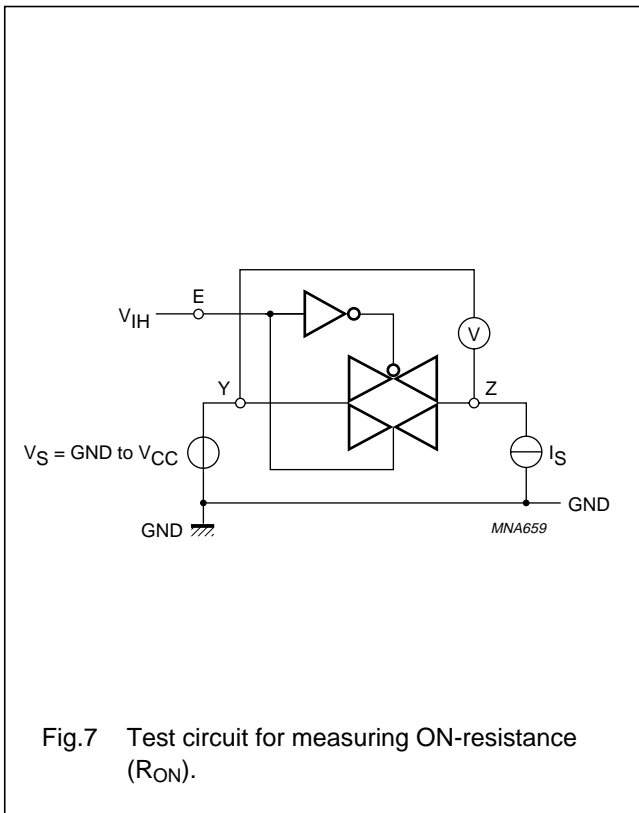 E
V_IH
V
Y
Z
V_S = GND to V_CC
I_S
GND
GND
MNA659
Fig.7 Test circuit for measuring ON-resistance
(R_ON).